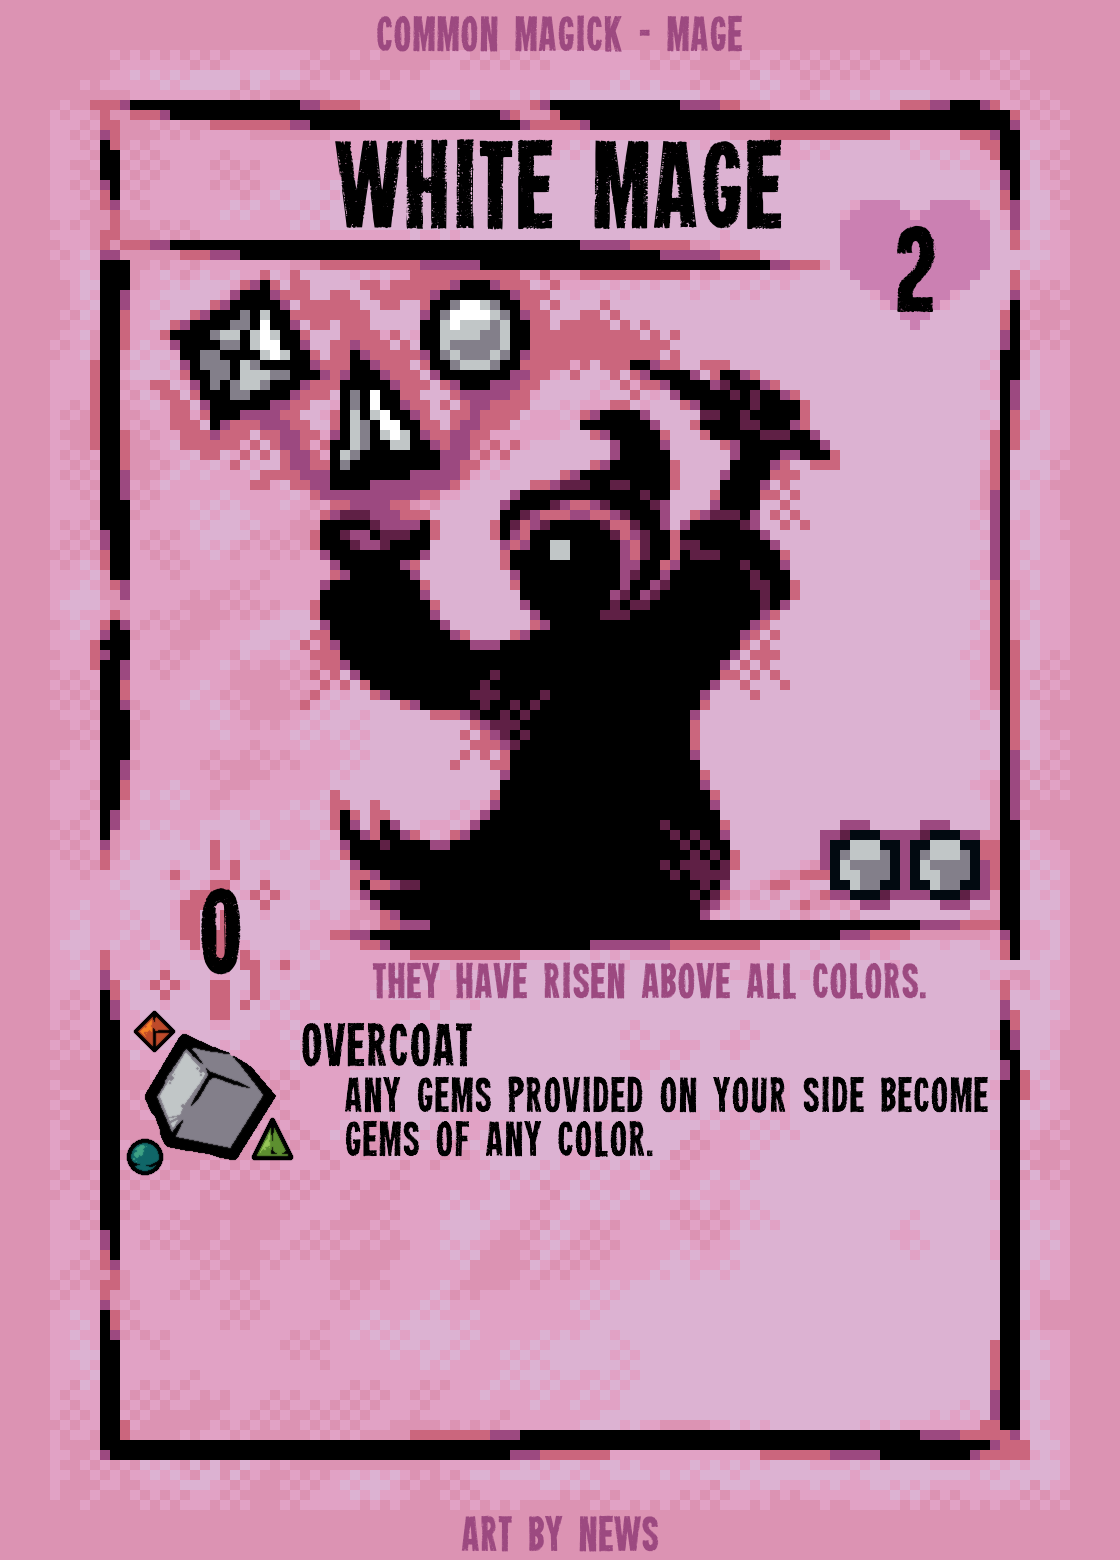 COMMON MAGICK - MAGE
WHITE MAGE
2
0
THEY HAVE RISEN ABOVE ALL COLORS.
OVERCOAT
ANY GEMS PROVIDED ON YOUR SIDE BECOME
GEMS OF ANY COLOR.
ART BY NEWS